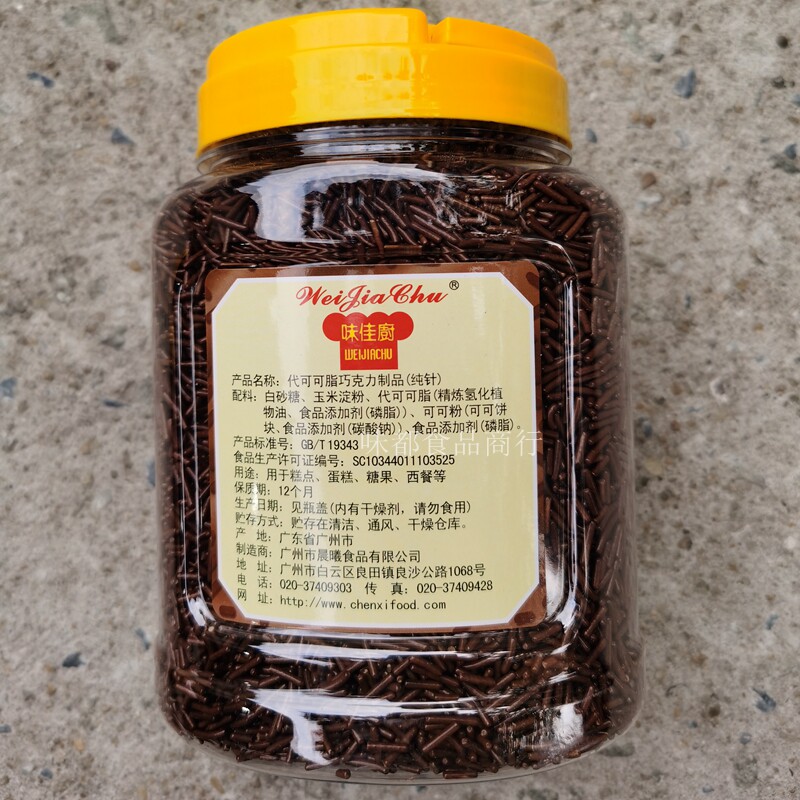 WeiJiaChu®
味佳厨
WEIJIACHU
产品名称：代可可脂巧克力制品(纯针)
配料：白砂糖、玉米淀粉、代可可脂(精炼氢化植
物油、食品添加剂(磷脂))、可可粉(可可饼
块、食品添加剂(碳酸钠))、食品添加剂(磷脂)。
产品标准号：GB/T19343
味都食品商行
食品生产许可证编号：SC10344011103525
用途：用于糕点、蛋糕、糖果、西餐等
保质期：12个月
生产日期：见瓶盖(内有干燥剂，请勿食用)
贮存方式：贮存在清洁、通风、干燥仓库。
产 地：广东省广州市
制造商：广州市晨曦食品有限公司
地 址：广州市白云区良田镇良沙公路1068号
电 话：020-37409303 传 真：020-37409428
网 址：http://www.chenxifood.com